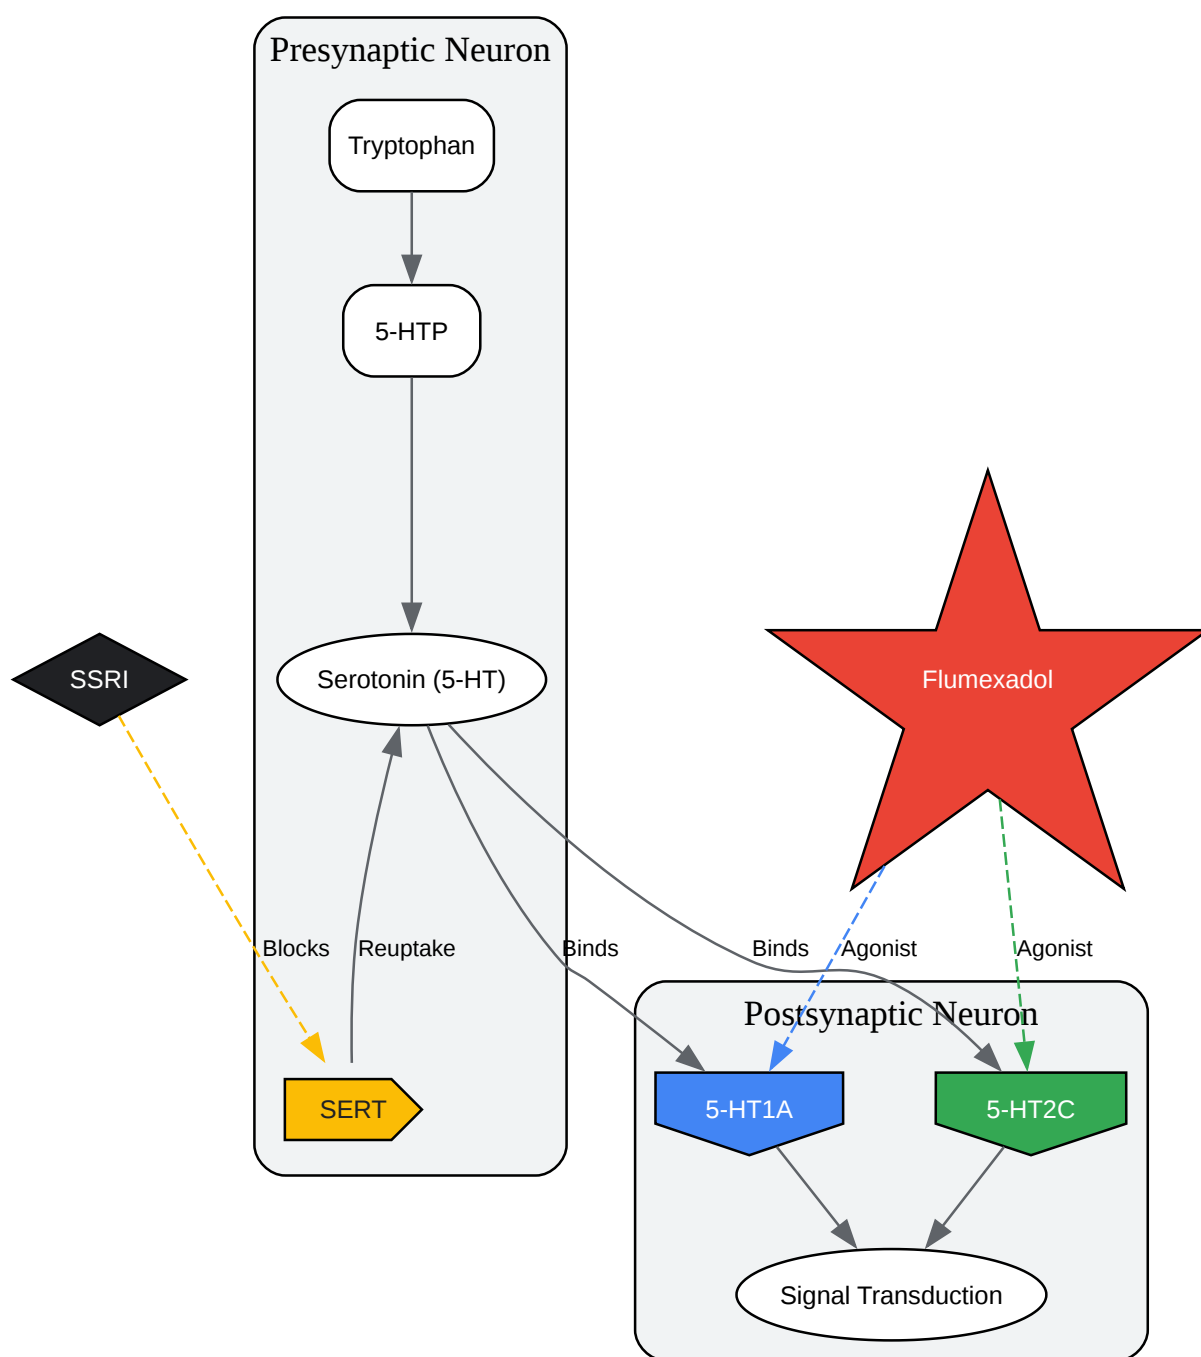 Presynaptic Neuron
Tryptophan
5-HTP
SSRI
Serotonin (5-HT)
Flumexadol
Blocks
Reuptake
Binds
Binds
Agonist
Agonist
Postsynaptic Neuron
SERT
5-HT1A
5-HT2C
Signal Transduction